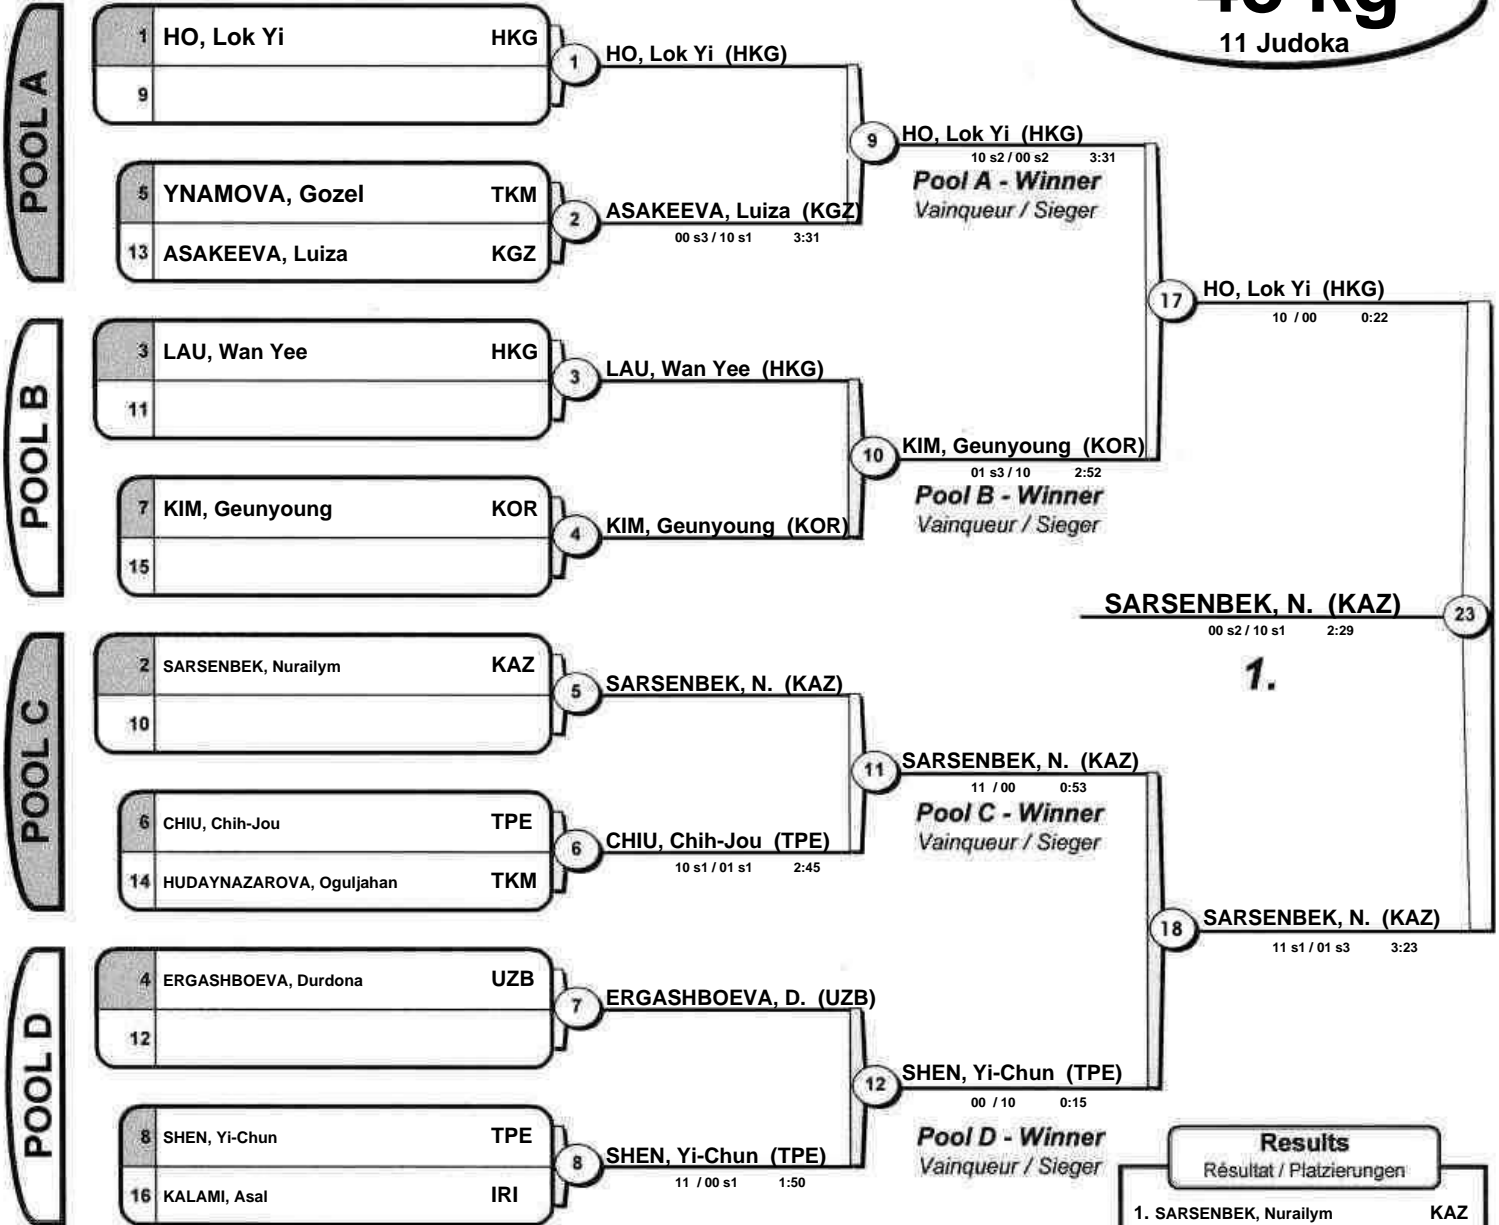 48 kg
11 Judoka
POOL A
1 HO, Lok Yi HKG
9
1
HO, Lok Yi (HKG)
5 YNAMOVA, Gozel TKM
13 ASAKEEVA, Luiza KGZ
2
ASAKEEVA, Luiza (KGZ)
00 s3 / 10 s1 3:31
9
HO, Lok Yi (HKG)
10 s2 / 00 s2 3:31
Pool A - Winner
Vainqueur / Sieger
POOL B
3 LAU, Wan Yee HKG
11
3
LAU, Wan Yee (HKG)
7 KIM, Geunyoung KOR
15
4
KIM, Geunyoung (KOR)
10
KIM, Geunyoung (KOR)
01 s3 / 10 2:52
Pool B - Winner
Vainqueur / Sieger
17
HO, Lok Yi (HKG)
10 / 00 0:22
POOL C
2 SARSENBEK, Nurailym KAZ
10
5
SARSENBEK, N. (KAZ)
6 CHIU, Chih-Jou TPE
14 HUDAYNAZAROVA, Oguljahan TKM
6
CHIU, Chih-Jou (TPE)
10 s1 / 01 s1 2:45
11
SARSENBEK, N. (KAZ)
11 / 00 0:53
Pool C - Winner
Vainqueur / Sieger
POOL D
4 ERGASHBOEVA, Durdona UZB
12
7
ERGASHBOEVA, D. (UZB)
8 SHEN, Yi-Chun TPE
16 KALAMI, Asal IRI
8
SHEN, Yi-Chun (TPE)
11 / 00 s1 1:50
12
SHEN, Yi-Chun (TPE)
00 / 10 0:15
Pool D - Winner
Vainqueur / Sieger
18
SARSENBEK, N. (KAZ)
11 s1 / 01 s3 3:23
SARSENBEK, N. (KAZ)
23
00 s2 / 10 s1 2:29
1.
Results
Résultat / Platzierungen
1. SARSENBEK, Nurailym KAZ